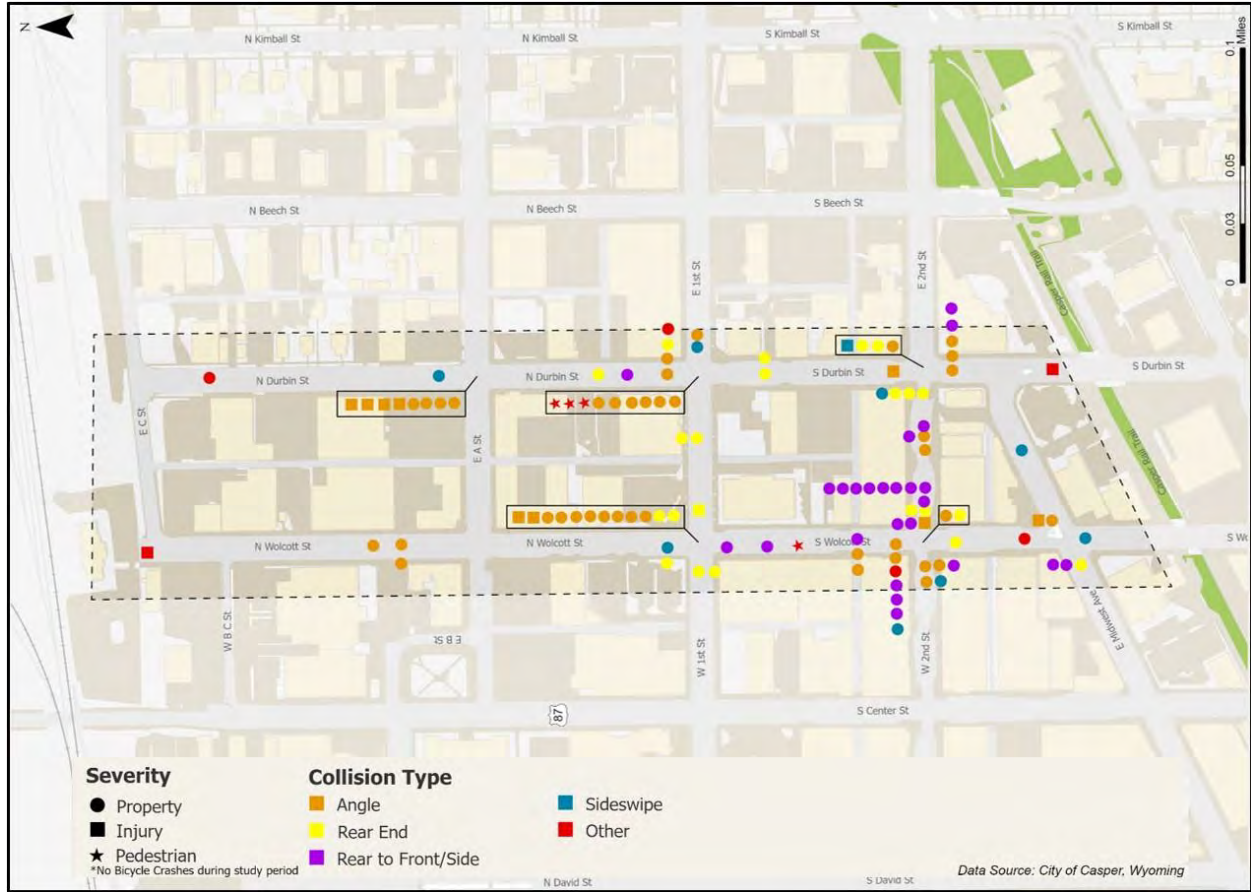 N
N Kimball St
N Kimball St
S Kimball St
S Kimball St
0.1 Miles
0.05
0.03
0
N Beech St
N Beech St
S Beech St
E 1st St
E 2nd St
Casper Rail Trail
N Durbin St
N Durbin St
S Durbin St
S Durbin St
E C St
E A St
Casper Rail Trail
N Wolcott St
N Wolcott St
S Wolcott St
W B C St
E B St
W 1st St
W 2nd St
E Midwest Ave
87
S Center St
Severity
Property
Injury
Pedestrian
*No Bicycle Crashes during study period
Collision Type
Angle
Rear End
Rear to Front/Side
Sideswipe
Other
Data Source: City of Casper, Wyoming
N David St
S David St